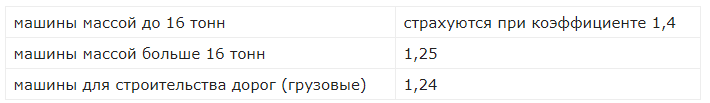 машины массой до 16 тонн страхуются при коэффициенте 1,4
машины массой больше 16 тонн 1,25
машины для строительства дорог (грузовые) 1,24